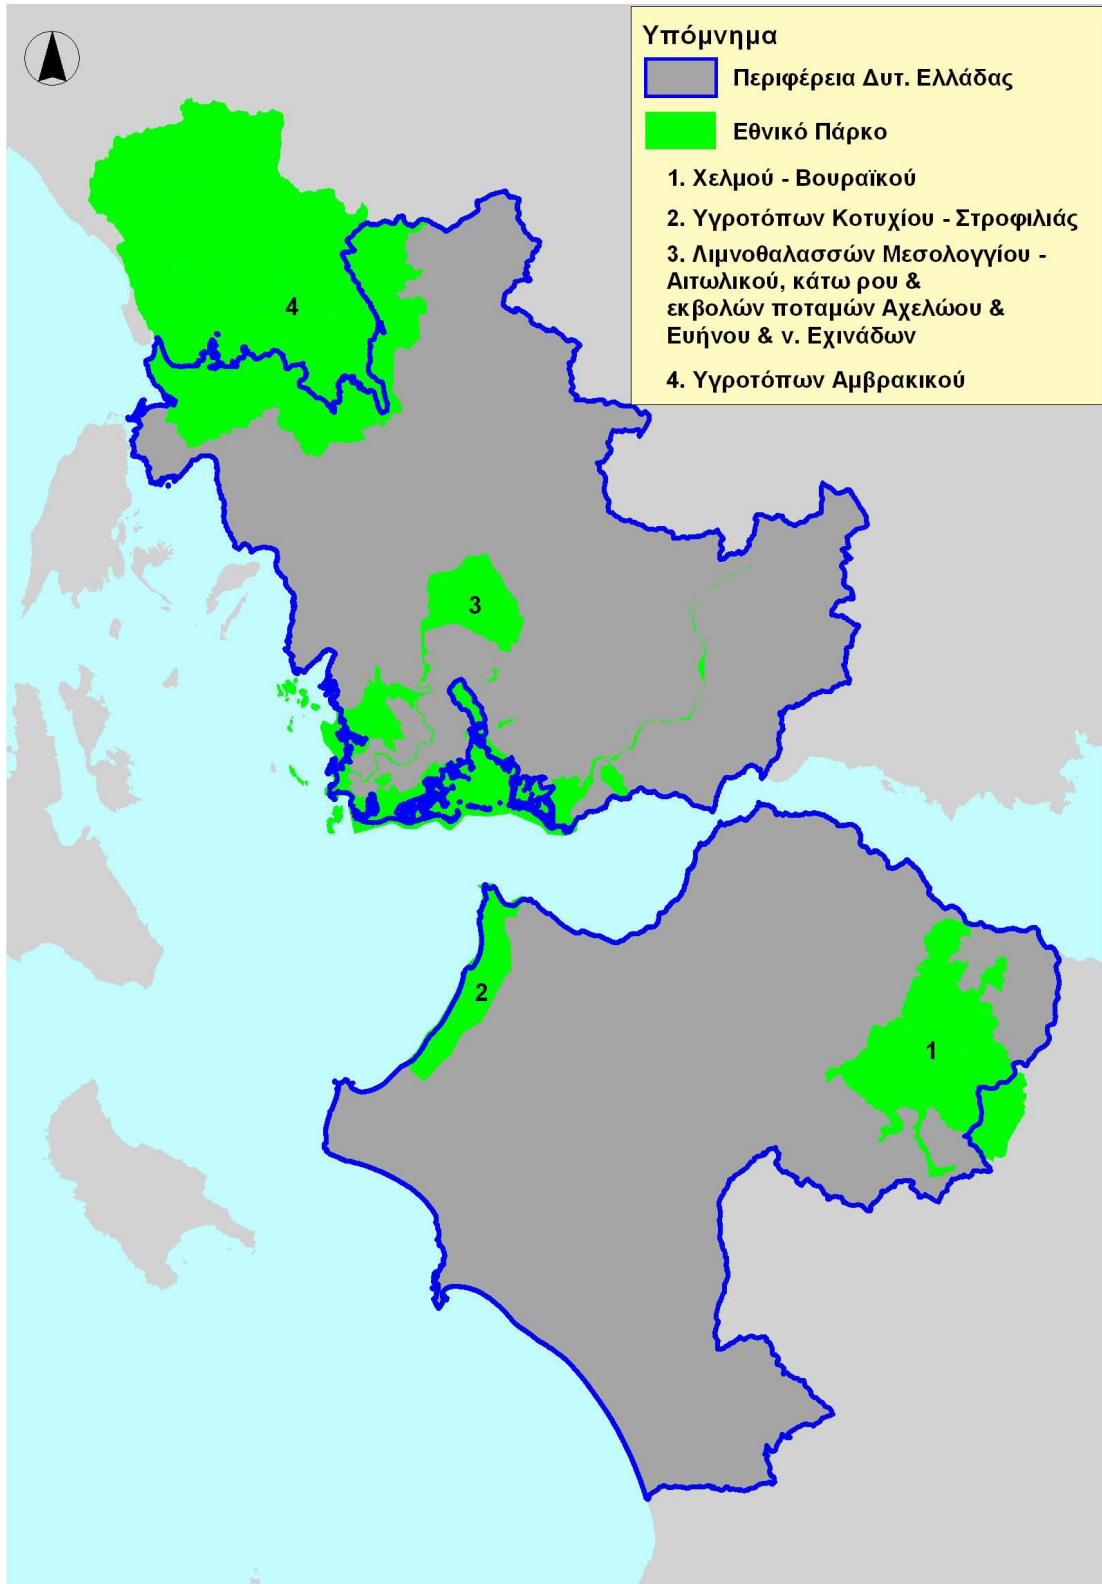 Υπόμνημα
Περιφέρεια Δυτ. Ελλάδας
Εθνικό Πάρκο
1. Χελμού - Βουραϊκού
2. Υγροτόπων Κοτυχίου - Στροφιλιάς
3. Λιμνοθαλασσών Μεσολογγίου -
Αιτωλικού, κάτω ρου &
εκβολών ποταμών Αχελώου &
Ευήνου & ν. Εχινάδων
4. Υγροτόπων Αμβρακικού
4
3
2
1